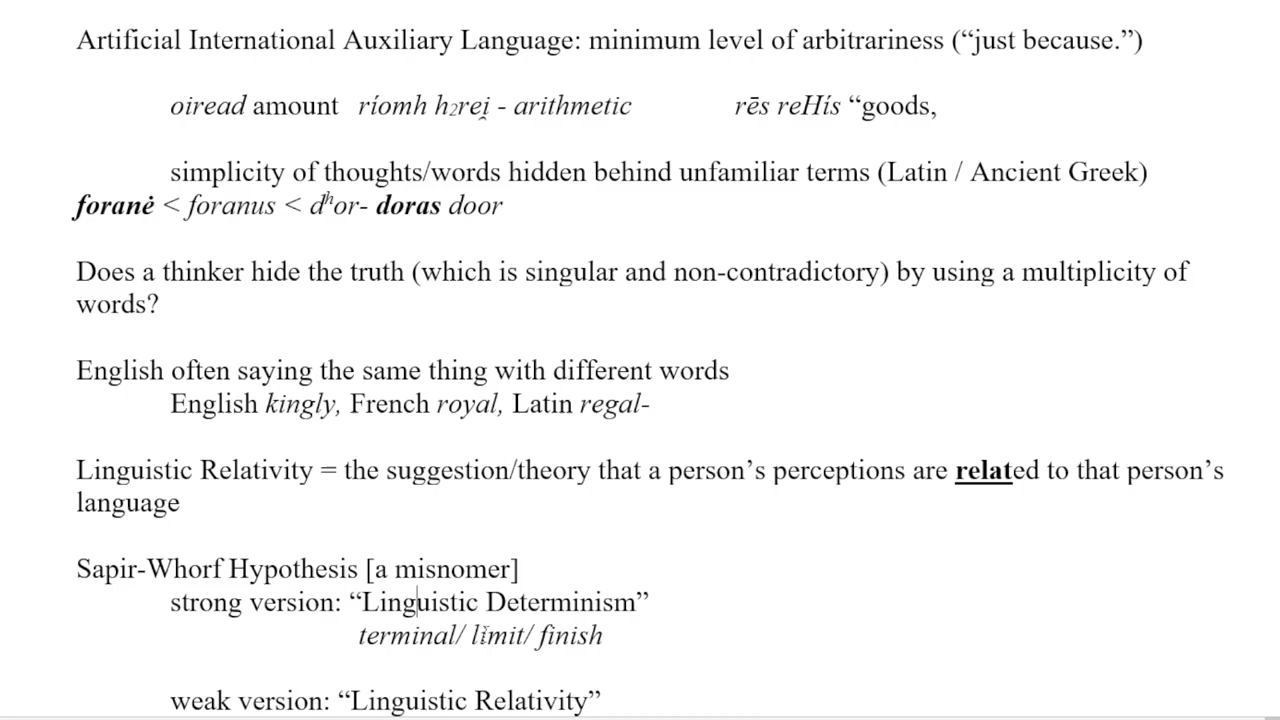 Artificial International Auxiliary Language: minimum level of arbitrariness (“just because.”)
oiread amount ríomh h₂rei̯ - arithmetic rēs reHís “goods,
simplicity of thoughts/words hidden behind unfamiliar terms (Latin / Ancient Greek)
foranė < foranus < dʰor- doras door
Does a thinker hide the truth (which is singular and non-contradictory) by using a multiplicity of
words?
English often saying the same thing with different words
English kingly, French royal, Latin regal-
Linguistic Relativity = the suggestion/theory that a person’s perceptions are related to that person’s
language
Sapir-Whorf Hypothesis [a misnomer]
strong version: “Linguistic Determinism”
terminal/ limit/ finish
weak version: “Linguistic Relativity”